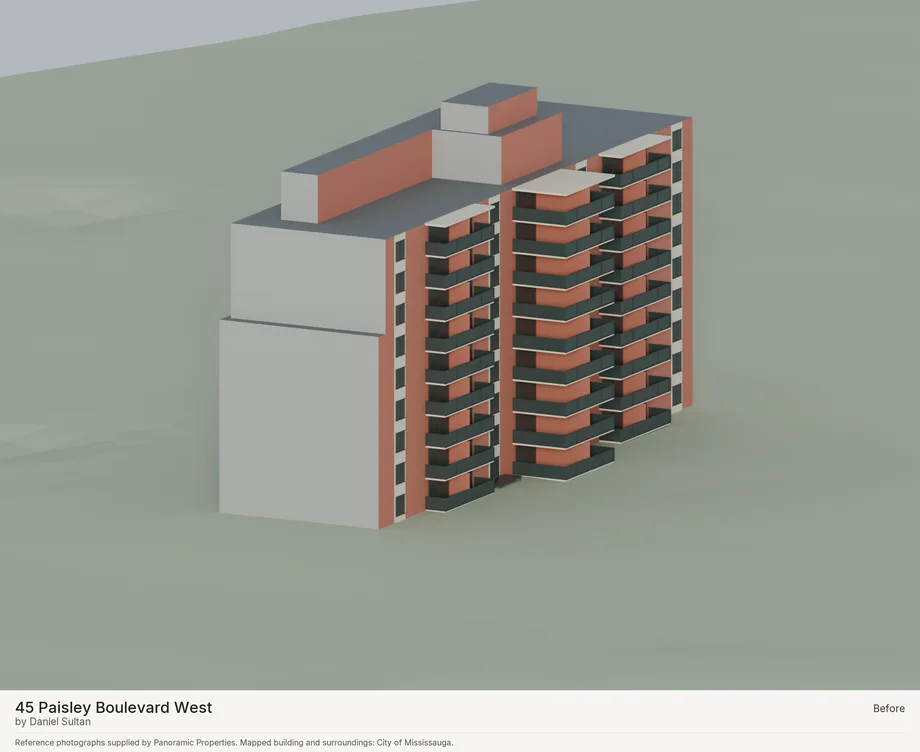 45 Paisley Boulevard West
by Daniel Sultan
Before
Reference photographs supplied by Panoramic Properties. Mapped building and surroundings: City of Mississauga.